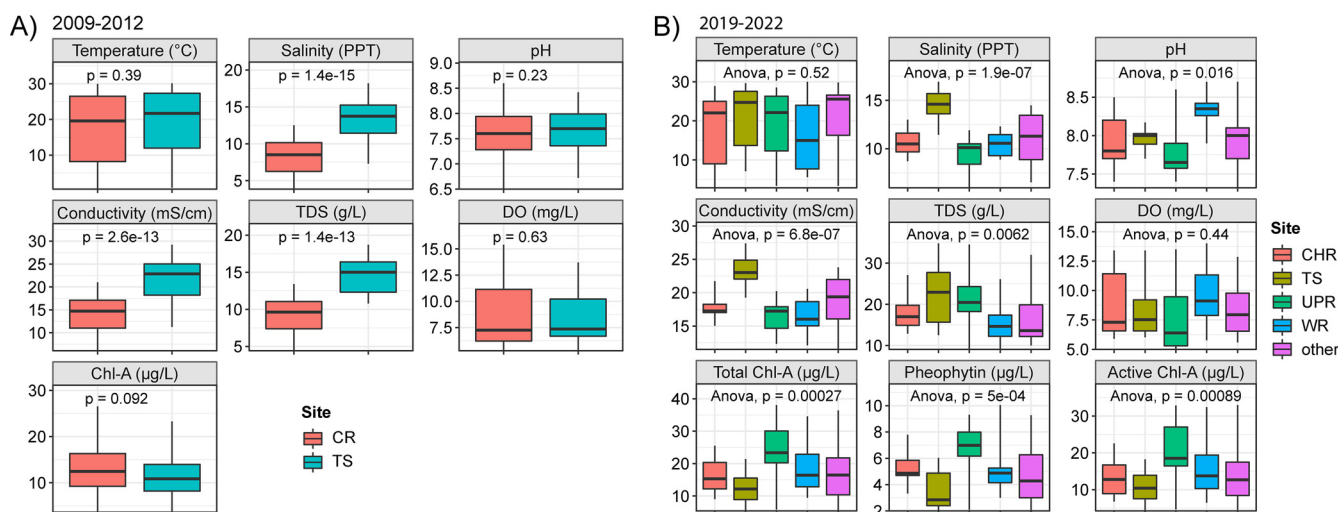 A) 2009-2012
Temperature (°C)
p = 0.39
30
20
10
Salinity (PPT)
p = 1.4e-15
20
15
10
5
pH
p = 0.23
9.0
8.5
8.0
7.5
7.0
6.5
Conductivity (mS/cm)
p = 2.6e-13
30
25
20
15
10
TDS (g/L)
p = 1.4e-13
20
15
10
5
DO (mg/L)
p = 0.63
15.0
12.5
10.0
7.5
Chl-A (µg/L)
p = 0.092
30
20
10
Site
CR
TS
B) 2019-2022
Temperature (°C)
Anova, p = 0.52
30
20
10
Salinity (PPT)
Anova, p = 1.9e-07
15
10
pH
Anova, p = 0.016
8.5
8.0
7.5
Conductivity (mS/cm)
Anova, p = 6.8e-07
25
20
15
TDS (g/L)
Anova, p = 0.0062
30
20
10
DO (mg/L)
Anova, p = 0.44
15.0
12.5
10.0
7.5
5.0
Total Chl-A (µg/L)
Anova, p = 0.00027
40
30
20
10
Pheophytin (µg/L)
Anova, p = 5e-04
10
8
6
4
2
Active Chl-A (µg/L)
Anova, p = 0.00089
30
20
10
Site
CHR
TS
UPR
WR
other